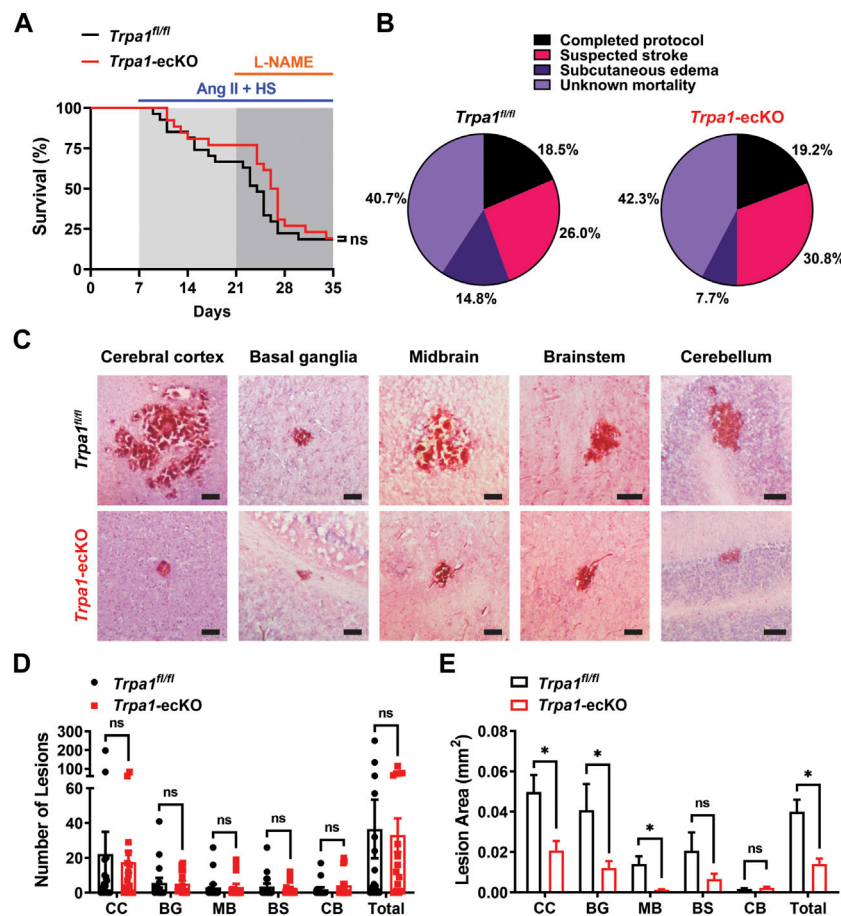 A
Trpa1fl/fl
Trpa1-ecKO
L-NAME
Ang II + HS
Survival (%)
100
75
50
25
0
ns
0 7 14 21 28 35
Days
B
Completed protocol
Suspected stroke
Subcutaneous edema
Unknown mortality
Trpa1fl/fl
Trpa1-ecKO
18.5%
26.0%
14.8%
40.7%
19.2%
30.8%
7.7%
42.3%
C
Cerebral cortex Basal ganglia Midbrain Brainstem Cerebellum
Trpa1fl/fl
Trpa1-ecKO
D
Trpa1fl/fl
Trpa1-ecKO
Number of Lesions
300
200
100
60
40
20
0
ns ns ns ns ns ns
CC BG MB BS CB Total
E
Trpa1fl/fl
Trpa1-ecKO
Lesion Area (mm2)
0.08
0.06
0.04
0.02
0.00
* * * ns ns *
CC BG MB BS CB Total